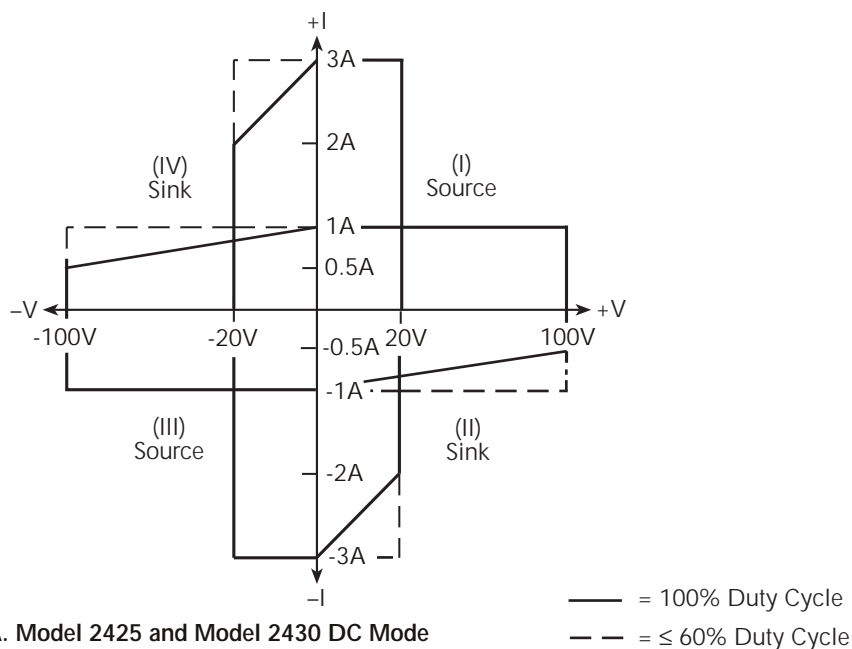 +I
3A
2A
(IV)
Sink
(I)
Source
1A
0.5A
–V
+V
-100V
-20V
20V
100V
-0.5A
-1A
(III)
Source
(II)
Sink
-2A
-3A
–I
= 100% Duty Cycle
. Model 2425 and Model 2430 DC Mode
= ≤ 60% Duty Cycle